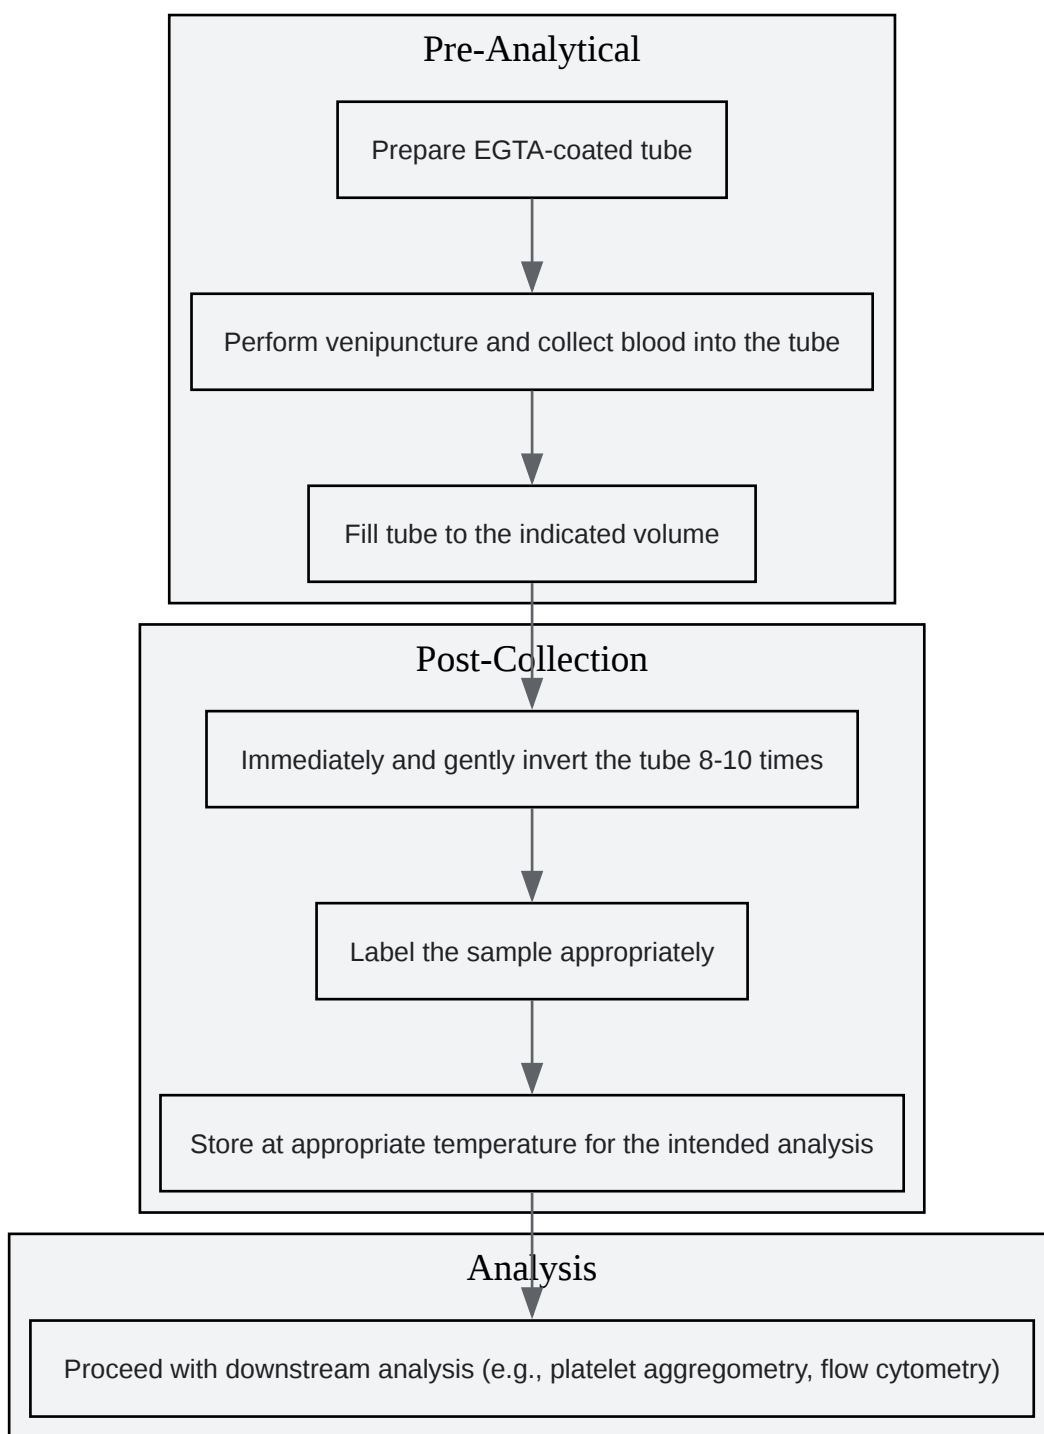 Pre-Analytical
Prepare EGTA-coated tube
Perform venipuncture and collect blood into the tube
Fill tube to the indicated volume
Post-Collection
Immediately and gently invert the tube 8-10 times
Label the sample appropriately
Store at appropriate temperature for the intended analysis
Analysis
Proceed with downstream analysis (e.g., platelet aggregometry, flow cytometry)